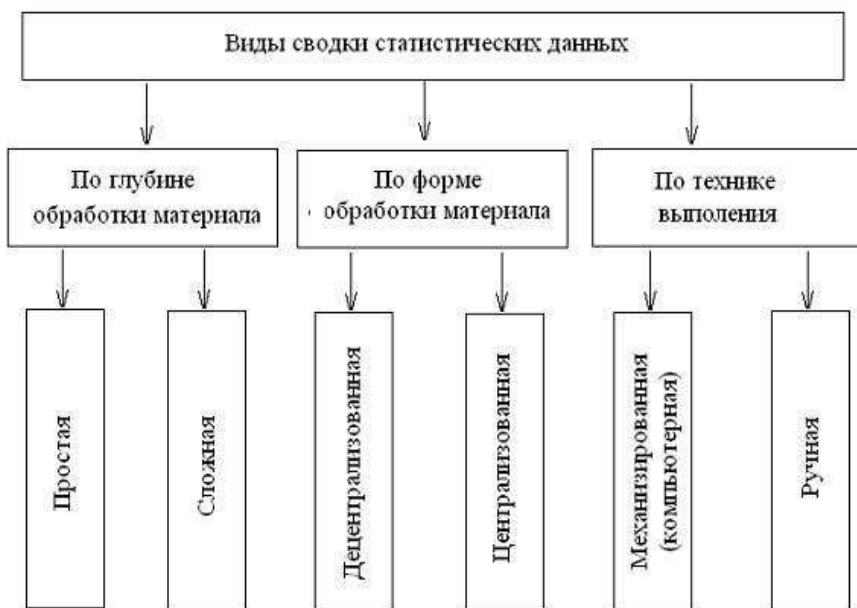 Виды сводки статистических данных
По глубине
обработки материала
По форме
обработки материала
По технике
выполения
Простая
Сложная
Децентрализованная
Централизованная
Механизированная
(компьютерная)
Ручная